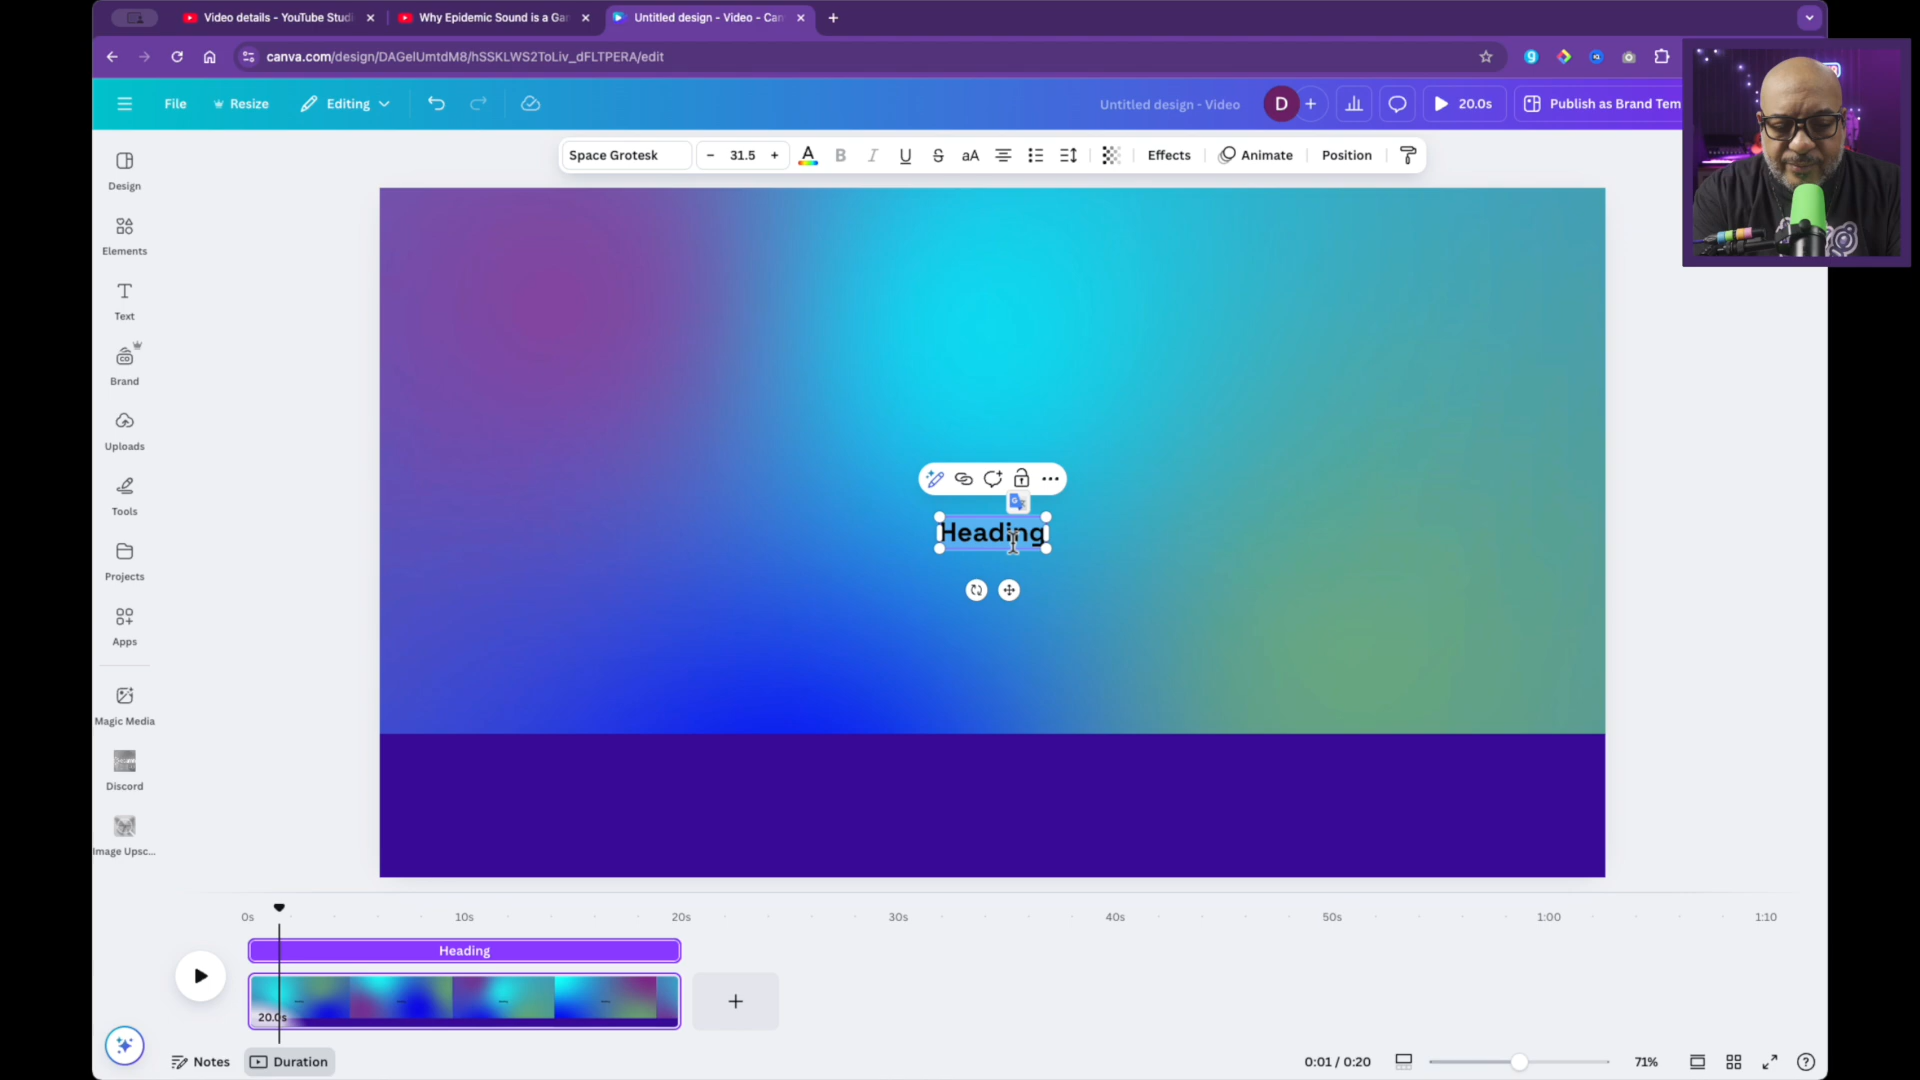 Video details - YouTube Studi
Why Epidemic Sound is a Gar
Untitled design - Video - Can
canva.com/design/DAGelUmtdM8/hSSKLWS2ToLiv_dFLTPERA/edit
File
Resize
Editing
Untitled design - Video
D
20.0s
Publish as Brand Tem
Space Grotesk
- 31.5 +
A
B
I
U
S
aA
Effects
Animate
Position
Design
Elements
Text
Brand
Uploads
Tools
Projects
Apps
Magic Media
Discord
Image Upsc...
Heading
0s
10s
20s
30s
40s
50s
1:00
1:10
Heading
20.0s
Notes
Duration
0:01 / 0:20
71%